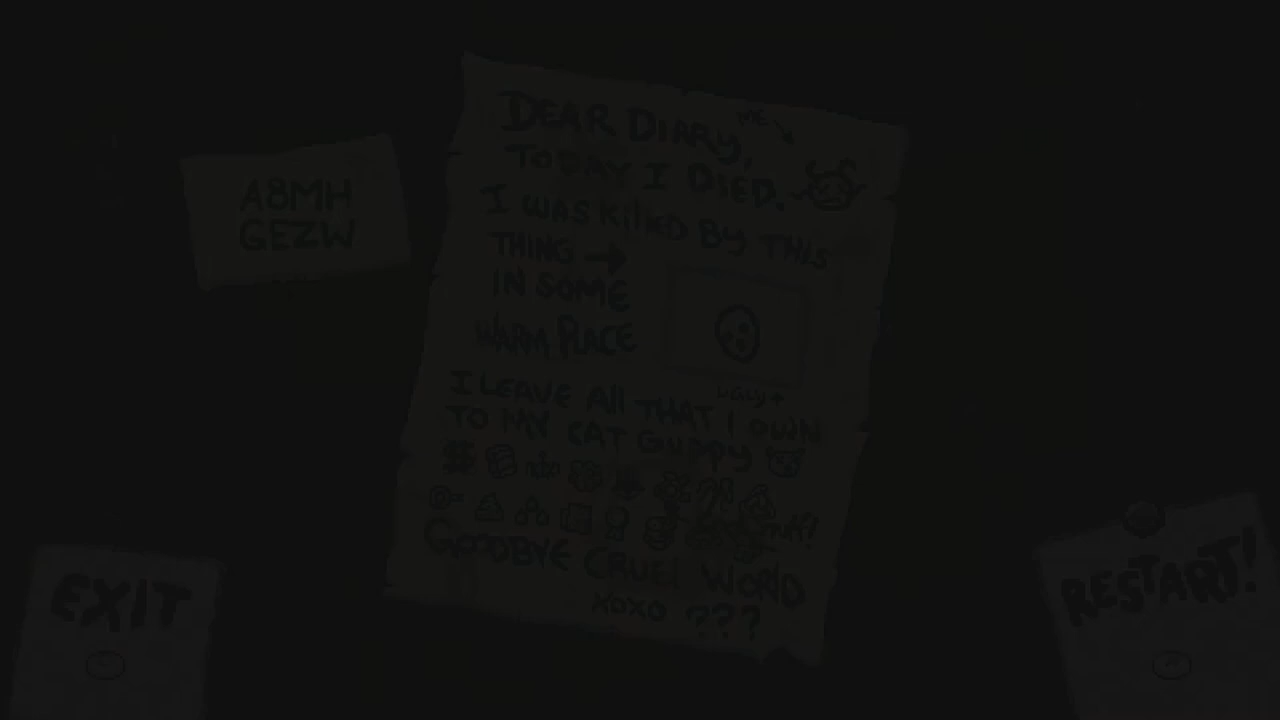 A8MH
GEZW
DEAR DIARY,
ME
TODAY I DIED.
I WAS KillED BY THIS
THING →
IN SOME
WARM PLACE
UGLY +
I LEAVE All THAT I OWN
TO MY CAT GUPPY
GOODBYE CRUEL WORlD
XOXO ???
EXIT
RESTART!